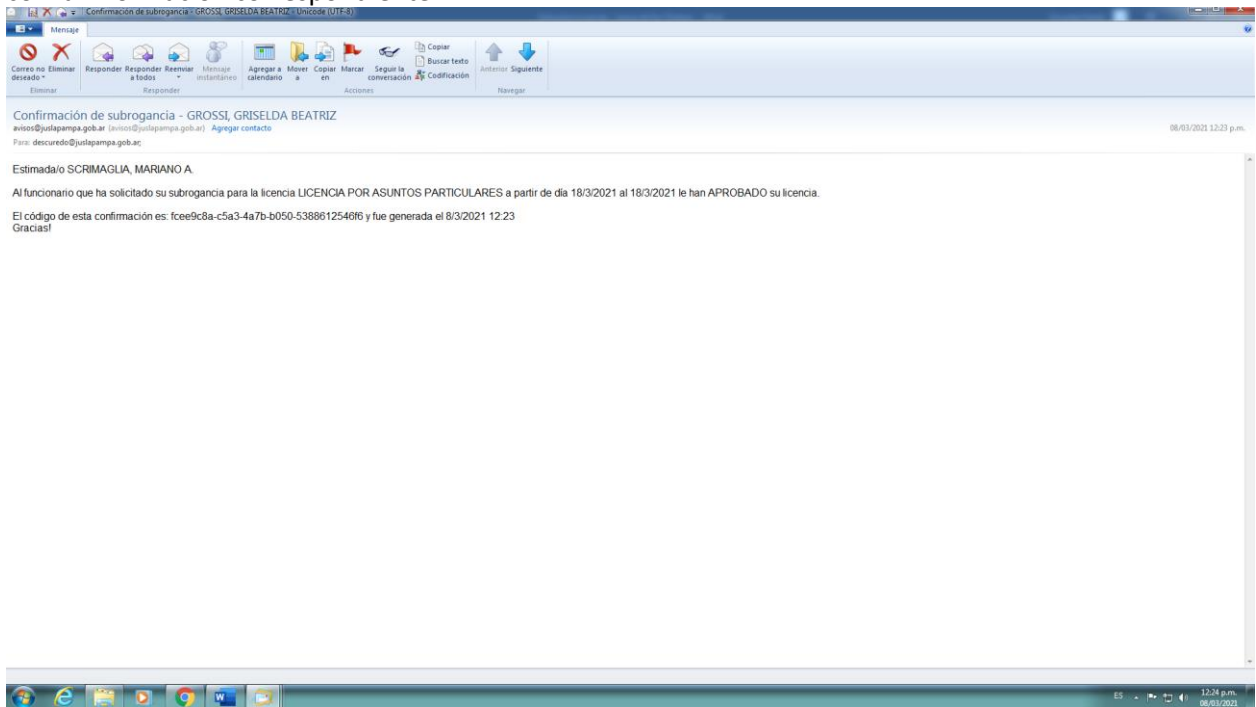 Confirmación de subrogancia - GROSSI, GRISELDA BEATRIZ - Unicode (UTF-8)
Mensaje
Correo no deseado
Eliminar
Responder
Responder a todos
Reenviar
Mensaje instantáneo
Agregar a calendario
Mover a
Copiar en
Marcar
Seguir la conversación
Copiar
Buscar texto
Codificación
Anterior
Siguiente
Eliminar
Responder
Acciones
Navegar
Confirmación de subrogancia - GROSSI, GRISELDA BEATRIZ
avisos@juslapampa.gob.ar (avisos@juslapampa.gob.ar) Agregar contacto
08/03/2021 12:23 p.m.
Para: descuredo@juslapampa.gob.ar;
Estimada/o SCRIMAGLIA, MARIANO A.
Al funcionario que ha solicitado su subrogancia para la licencia LICENCIA POR ASUNTOS PARTICULARES a partir de día 18/3/2021 al 18/3/2021 le han APROBADO su licencia.
El código de esta confirmación es: fcee9c8a-c5a3-4a7b-b050-5388612546f6 y fue generada el 8/3/2021 12:23
Gracias!
ES
12:24 p.m.
08/03/2021